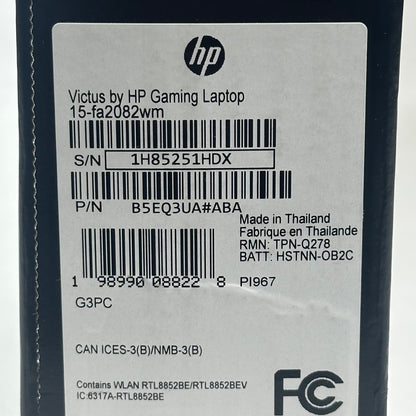 hp
Victus by HP Gaming Laptop
15-fa2082wm
S/N 1H85251HDX
P/N B5EQ3UA#ABA
Made in Thailand
Fabrique en Thailande
RMN: TPN-Q278
BATT: HSTNN-OB2C
1 98990 08822 8 PI967
G3PC
CAN ICES-3(B)/NMB-3(B)
Contains WLAN RTL8852BE/RTL8852BEV
IC:6317A-RTL8852BE
FC